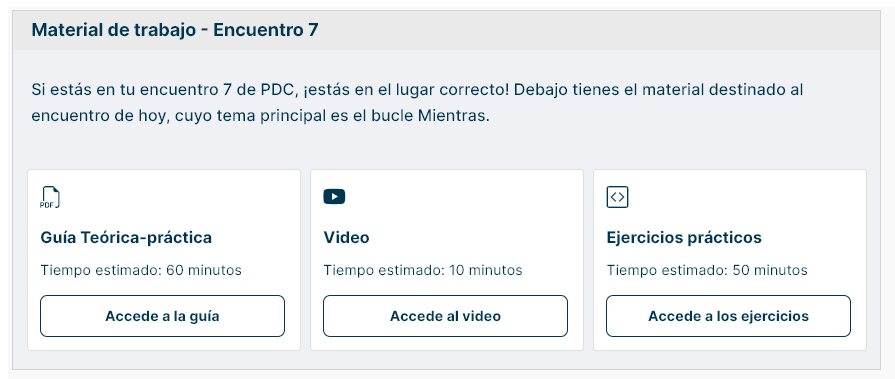 Material de trabajo - Encuentro 7
Si estás en tu encuentro 7 de PDC, ¡estás en el lugar correcto! Debajo tienes el material destinado al
encuentro de hoy, cuyo tema principal es el bucle Mientras.
PDF
Guía Teórica-práctica
Tiempo estimado: 60 minutos
Accede a la guía
Video
Tiempo estimado: 10 minutos
Accede al video
Ejercicios prácticos
Tiempo estimado: 50 minutos
Accede a los ejercicios